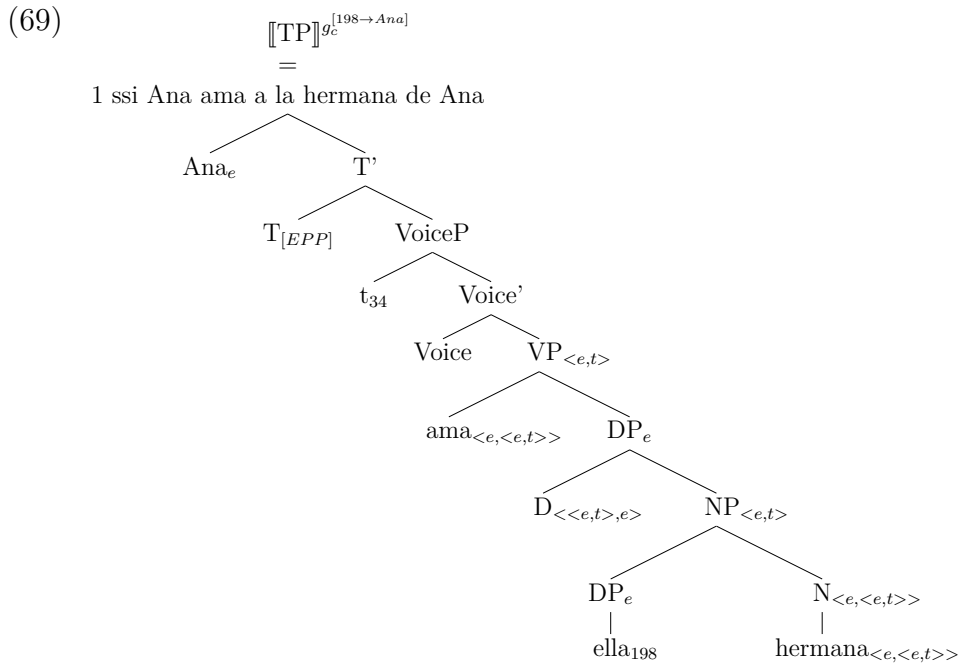 (69)
⟦TP⟧^{g_c^{[198→Ana]}}
=
1 ssi Ana ama a la hermana de Ana
Ana_e T’
T_{[EPP]} VoiceP
t_{34} Voice’
Voice VP_{<e,t>}
ama_{<e,<e,t>>} DP_e
D_{<<e,t>,e>} NP_{<e,t>}
DP_e N_{<e,<e,t>>}
ella_{198} hermana_{<e,<e,t>>}